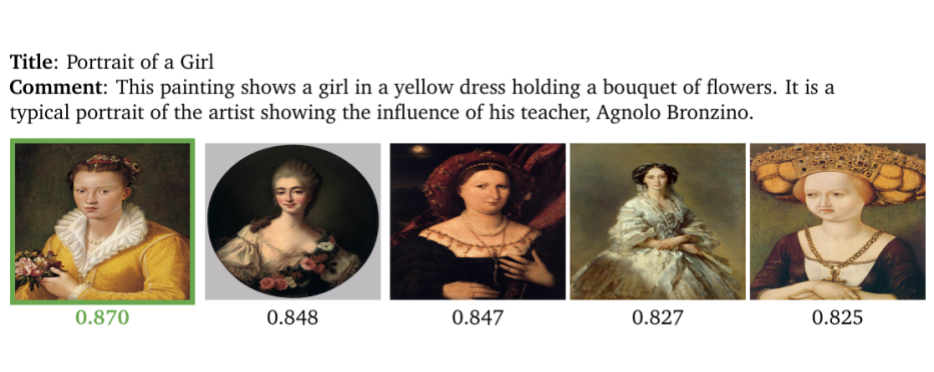 Title: Portrait of a Girl
Comment: This painting shows a girl in a yellow dress holding a bouquet of flowers. It is a
typical portrait of the artist showing the influence of his teacher, Agnolo Bronzino.
0.870 0.848 0.847 0.827 0.825